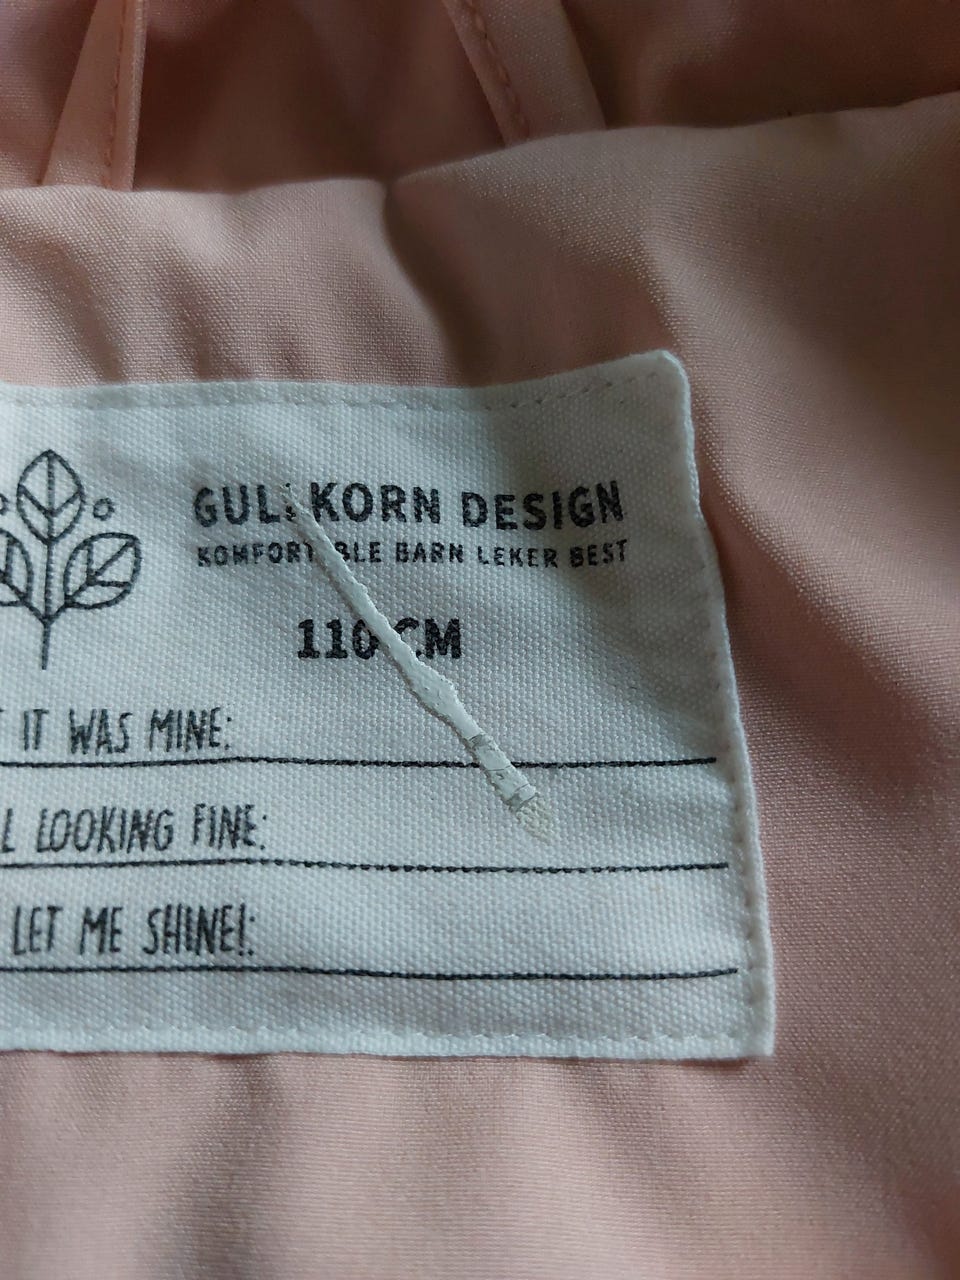 GULLKORN DESIGN
KOMFORTABLE BARN LEKER BEST
110 CM
IT WAS MINE:
LOOKING FINE:
LET ME SHINE!: